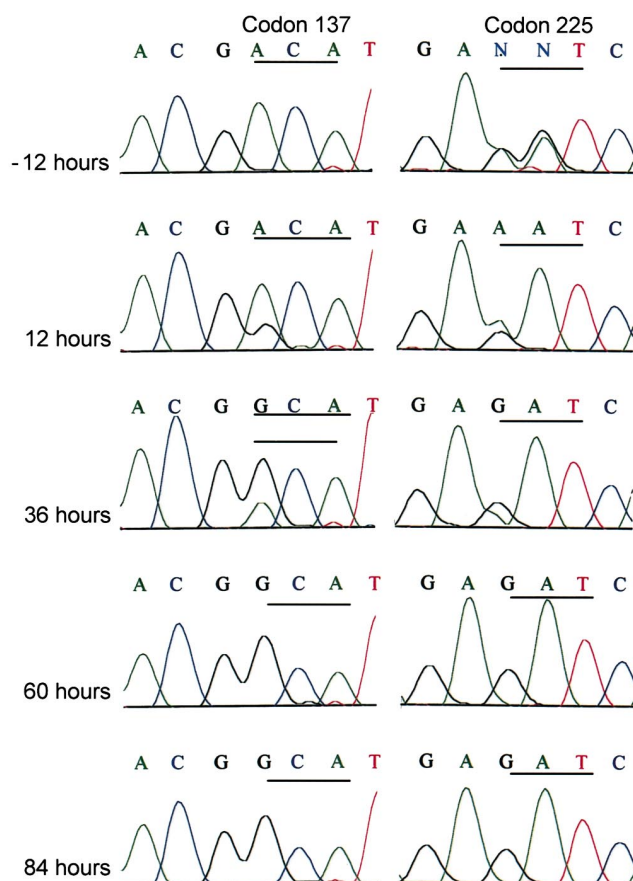 Codon 137 Codon 225
A C G A C A T G A N N T C
-12 hours
A C G A C A T G A A A T C
12 hours
A C G G C A T G A G A T C
36 hours
A C G G C A T G A G A T C
60 hours
A C G G C A T G A G A T C
84 hours